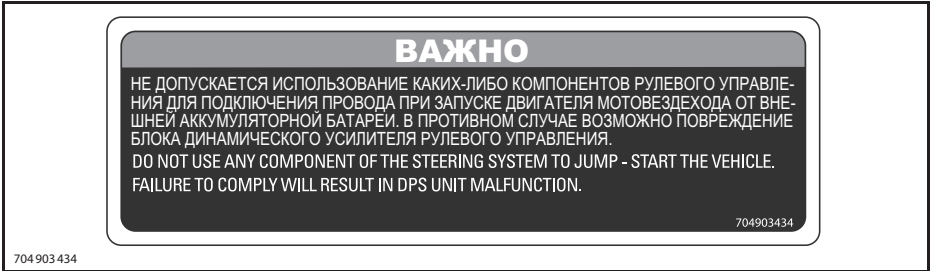 ВАЖНО
НЕ ДОПУСКАЕТСЯ ИСПОЛЬЗОВАНИЕ КАКИХ-ЛИБО КОМПОНЕНТОВ РУЛЕВОГО УПРАВЛЕ-
НИЯ ДЛЯ ПОДКЛЮЧЕНИЯ ПРОВОДА ПРИ ЗАПУСКЕ ДВИГАТЕЛЯ МОТОВЕЗДЕХОДА ОТ ВНЕ-
ШНЕЙ АККУМУЛЯТОРНОЙ БАТАРЕИ. В ПРОТИВНОМ СЛУЧАЕ ВОЗМОЖНО ПОВРЕЖДЕНИЕ
БЛОКА ДИНАМИЧЕСКОГО УСИЛИТЕЛЯ РУЛЕВОГО УПРАВЛЕНИЯ.
DO NOT USE ANY COMPONENT OF THE STEERING SYSTEM TO JUMP - START THE VEHICLE.
FAILURE TO COMPLY WILL RESULT IN DPS UNIT MALFUNCTION.
704903434
704 903 434